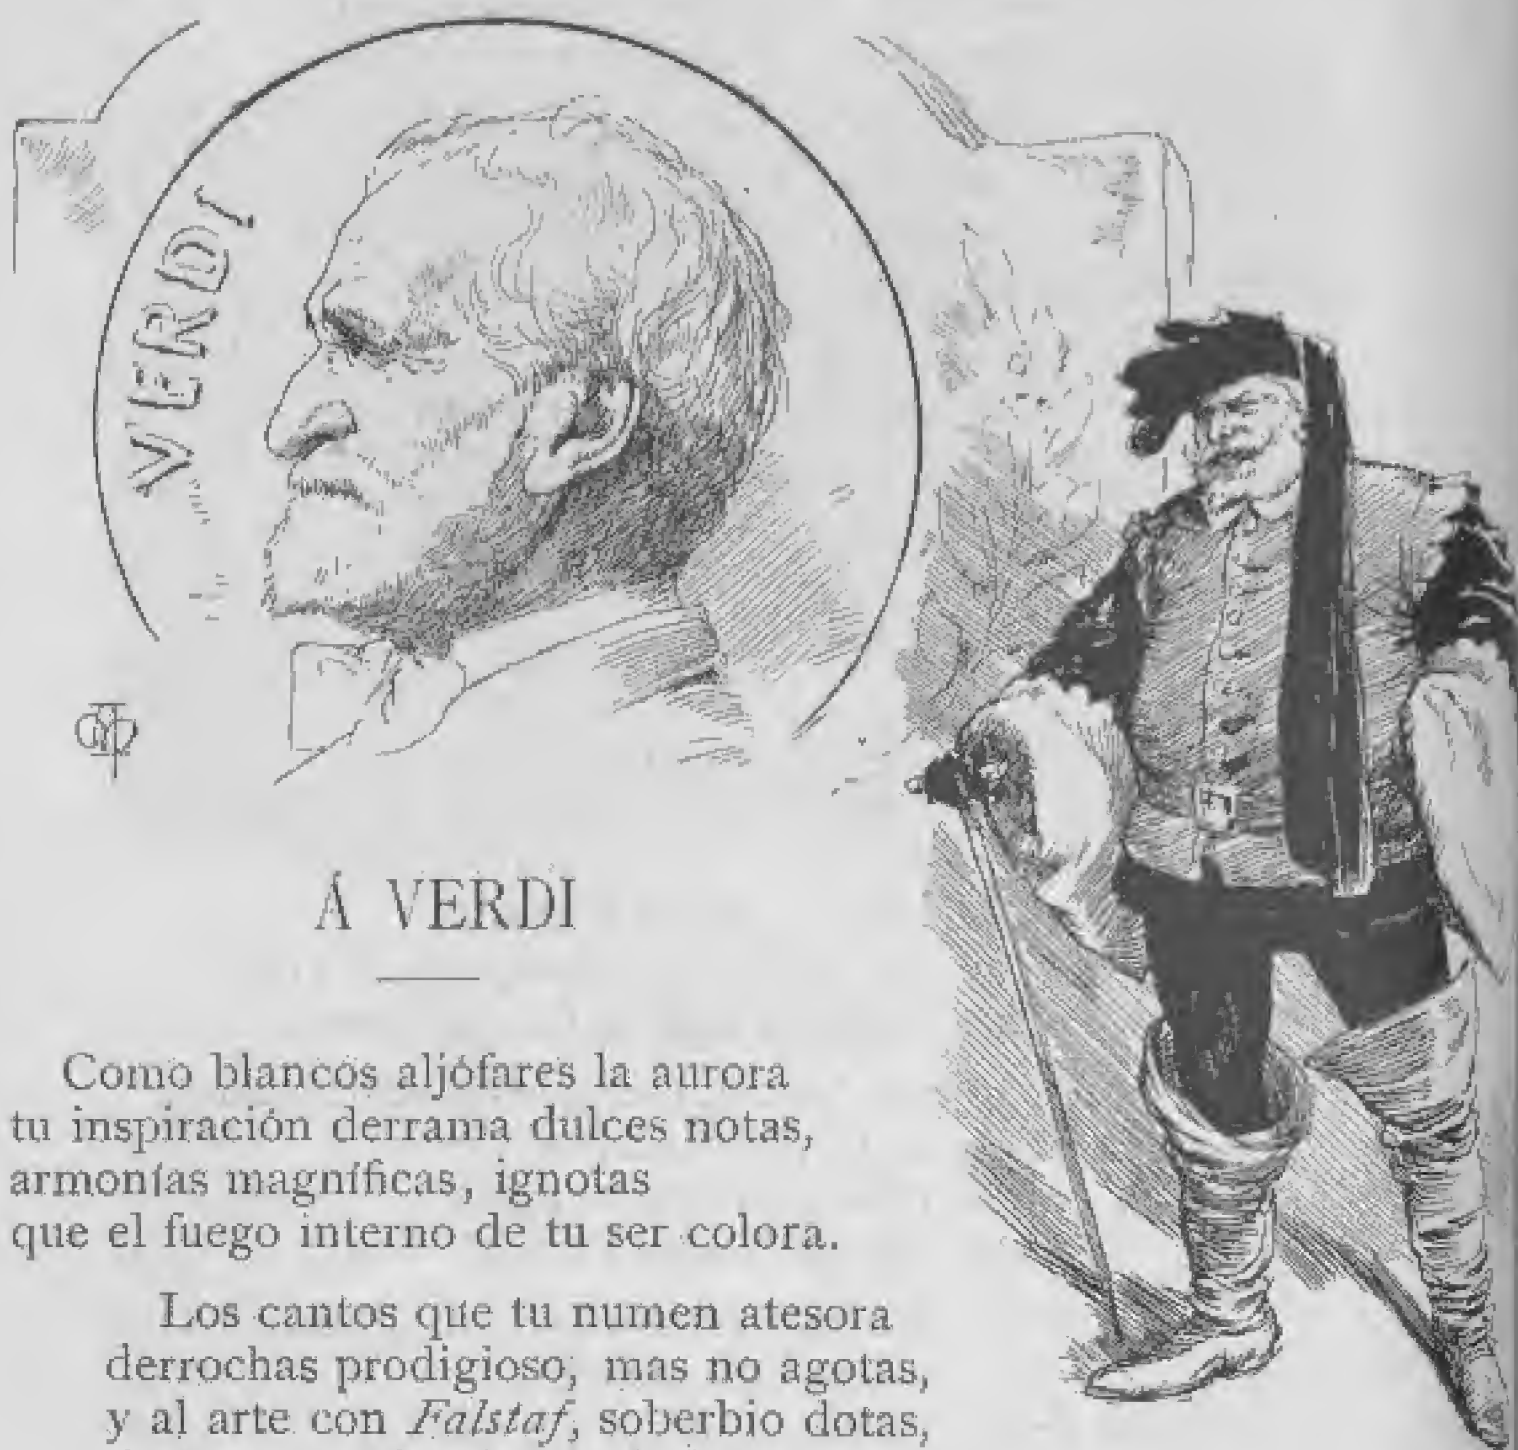 VERDI
Á VERDI
Como blancos aljófares la aurora
tu inspiración derrama dulces notas,
armonías magníficas, ignotas
que el fuego interno de tu ser colora.
Los cantos que tu numen atesora
derrochas prodigioso; mas no agotas,
y al arte con Falstaf, soberbio dotas,